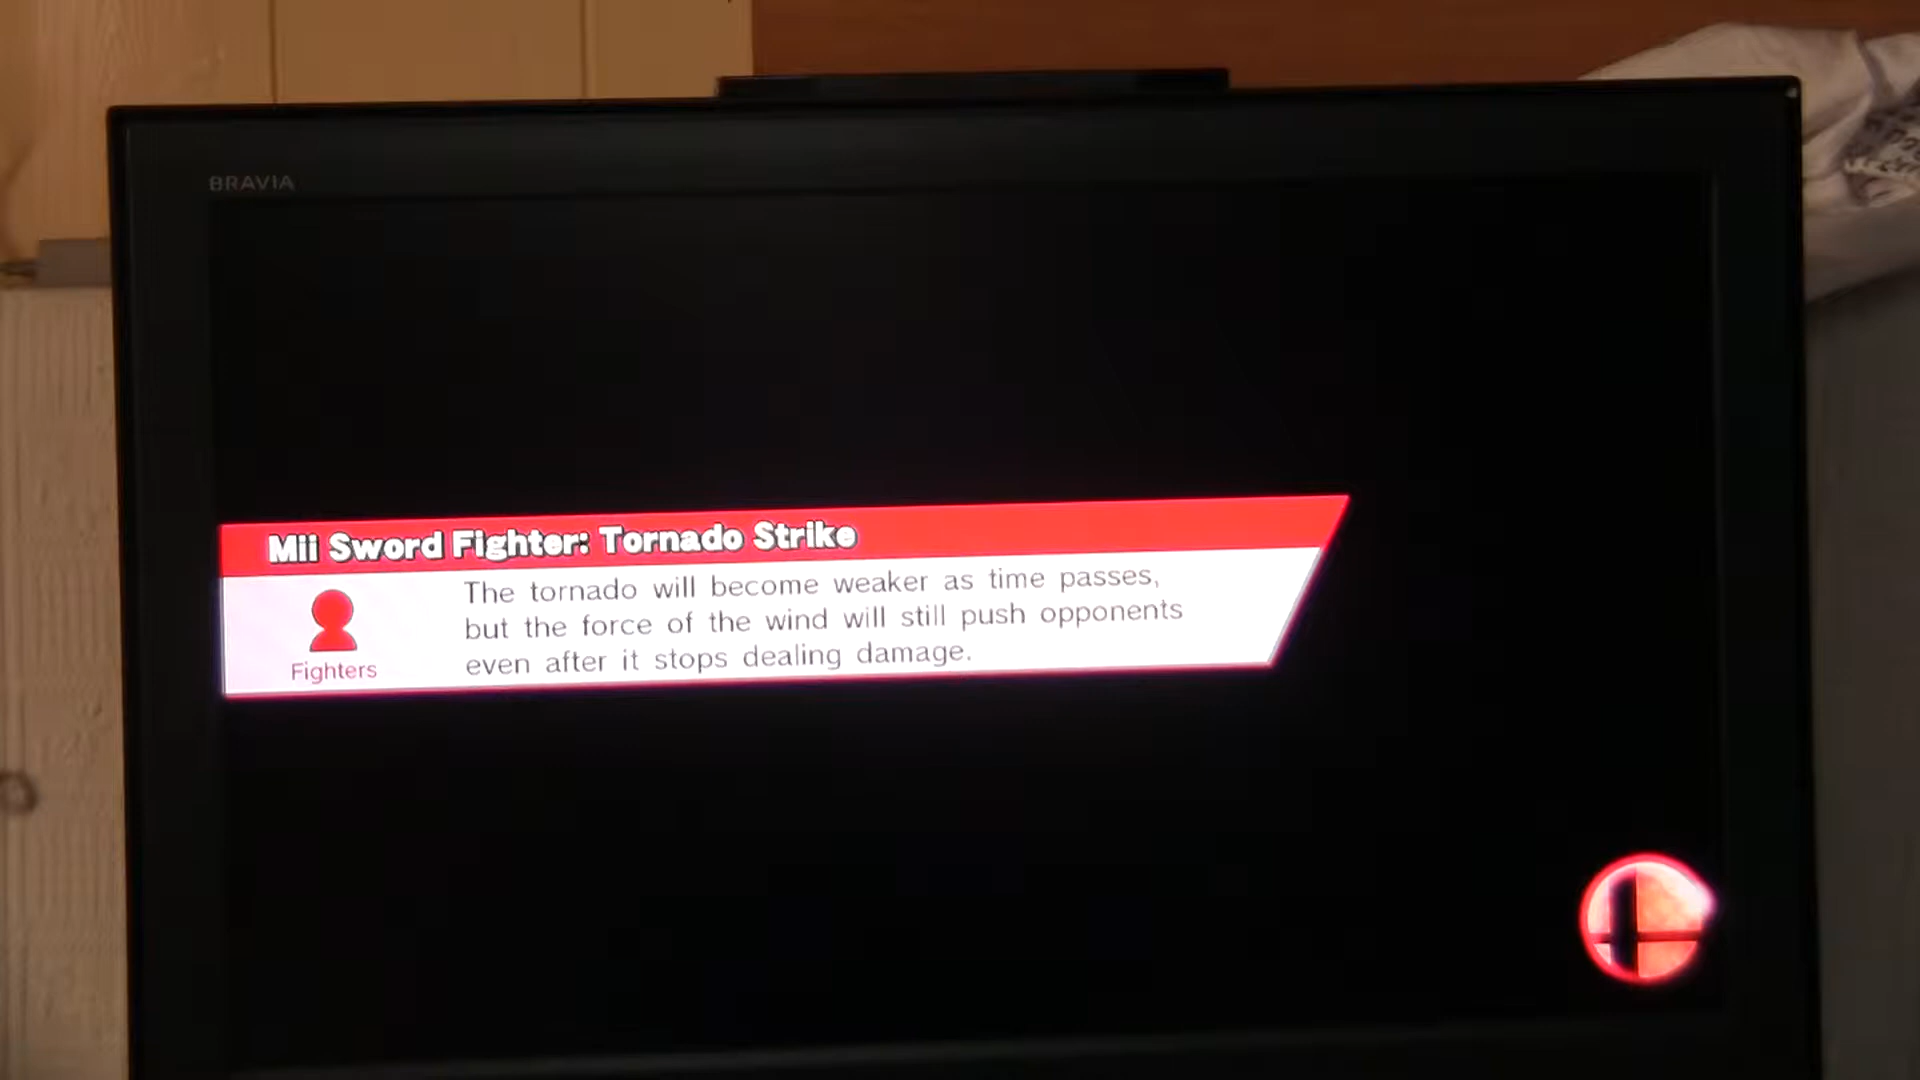 BRAVIA
Mii Sword Fighter: Tornado Strike
The tornado will become weaker as time passes,
but the force of the wind will still push opponents
even after it stops dealing damage.
Fighters